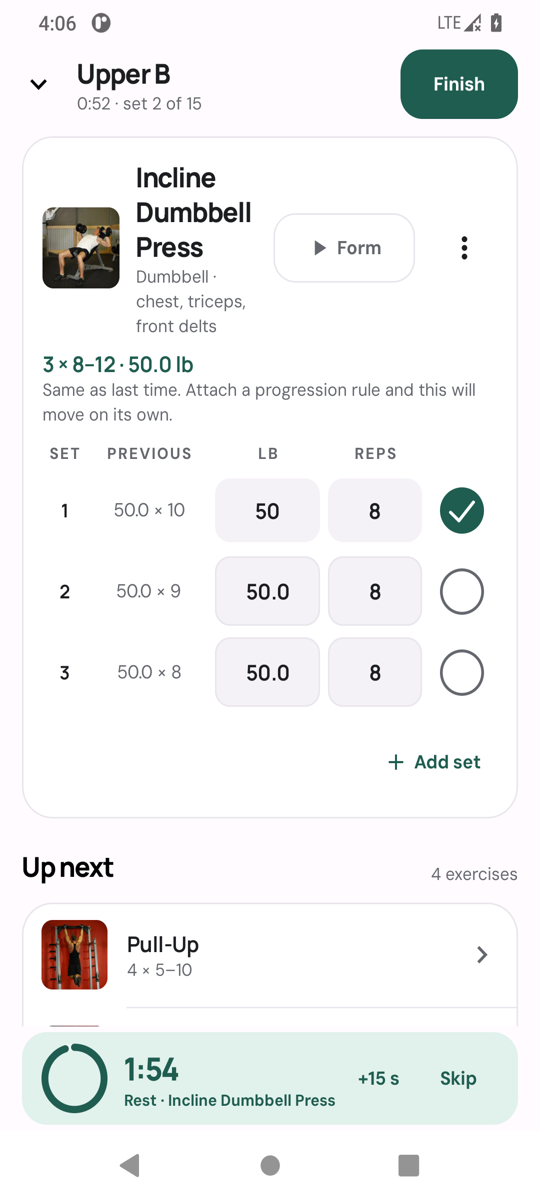 4:06
LTE
Upper B
0:52 · set 2 of 15
Finish
Incline
Dumbbell
Press
Dumbbell ·
chest, triceps,
front delts
Form
3 × 8–12 · 50.0 lb
Same as last time. Attach a progression rule and this will
move on its own.
SET PREVIOUS LB REPS
1 50.0 × 10 50 8
2 50.0 × 9 50.0 8
3 50.0 × 8 50.0 8
+ Add set
Up next
4 exercises
Pull-Up
4 × 5–10
1:54
Rest · Incline Dumbbell Press
+15 s
Skip